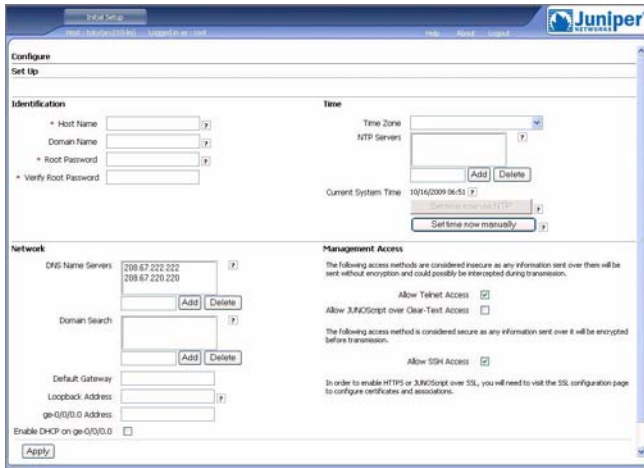 Initial Setup
Logged in as : root
Help About Logout
Juniper
NETWORKS
Configure
Set Up
Identification
* Host Name ?
Domain Name ?
* Root Password ?
* Verify Root Password
Time
Time Zone
NTP Servers ?
Add Delete
Current System Time 10/16/2009 06:51 ?
Set time now via NTP ?
Set time now manually ?
Network
DNS Name Servers ?
208.67.222.222
208.67.220.220
Add Delete
Domain Search ?
Add Delete
Default Gateway
Loopback Address ?
ge-0/0/0.0 Address
Enable DHCP on ge-0/0/0.0
Apply
Management Access
The following access methods are considered insecure as any information sent over them will be
sent without encryption and could possibly be intercepted during transmission.
Allow Telnet Access
Allow JUNOScript over Clear-Text Access
The following access method is considered secure as any information sent over it will be encrypted
before transmission.
Allow SSH Access
In order to enable HTTPS or JUNOScript over SSL, you will need to visit the SSL configuration page
to configure certificates and associations.